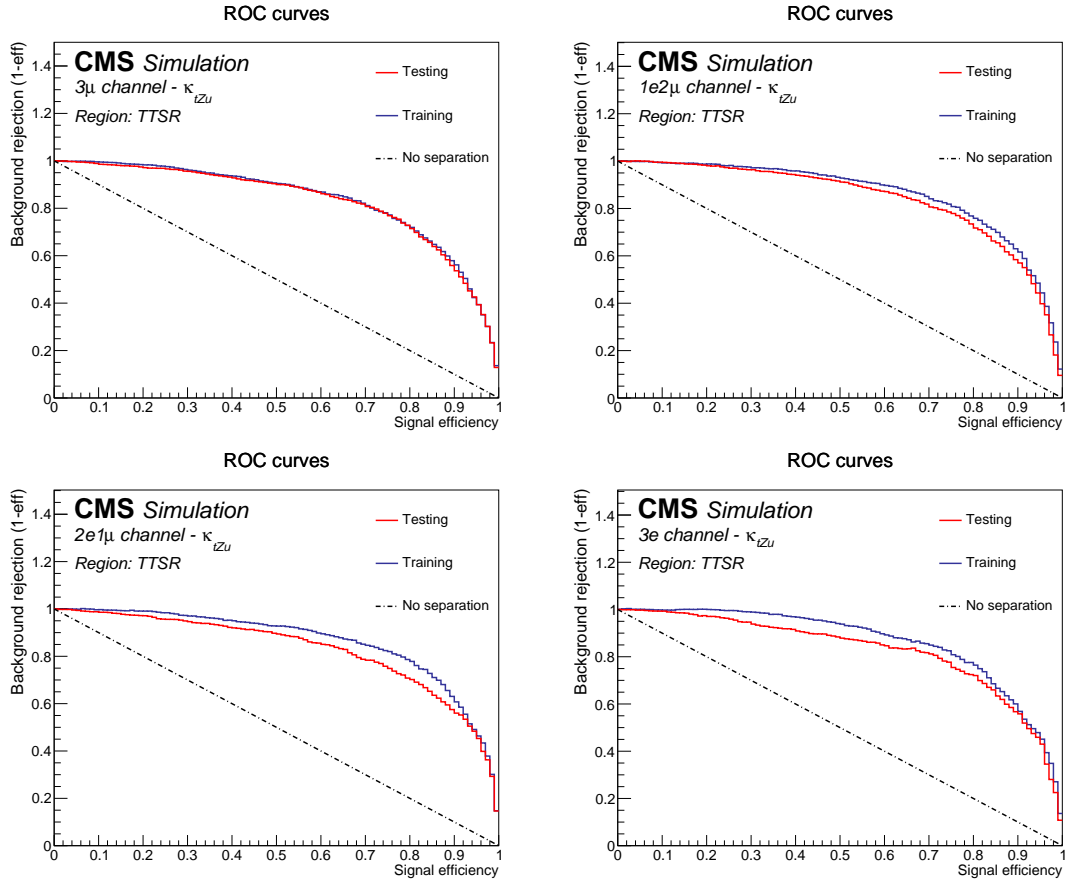 ROC curves
CMS Simulation
3μ channel - κtZu
Region: TTSR
Testing
Training
No separation
Background rejection (1-eff)
1.4
1.2
1
0.8
0.6
0.4
0.2
0
0 0.1 0.2 0.3 0.4 0.5 0.6 0.7 0.8 0.9 1
Signal efficiency
ROC curves
CMS Simulation
1e2μ channel - κtZu
Region: TTSR
Testing
Training
No separation
Background rejection (1-eff)
1.4
1.2
1
0.8
0.6
0.4
0.2
0
0 0.1 0.2 0.3 0.4 0.5 0.6 0.7 0.8 0.9 1
Signal efficiency
ROC curves
CMS Simulation
2e1μ channel - κtZu
Region: TTSR
Testing
Training
No separation
Background rejection (1-eff)
1.4
1.2
1
0.8
0.6
0.4
0.2
0
0 0.1 0.2 0.3 0.4 0.5 0.6 0.7 0.8 0.9 1
Signal efficiency
ROC curves
CMS Simulation
3e channel - κtZu
Region: TTSR
Testing
Training
No separation
Background rejection (1-eff)
1.4
1.2
1
0.8
0.6
0.4
0.2
0
0 0.1 0.2 0.3 0.4 0.5 0.6 0.7 0.8 0.9 1
Signal efficiency